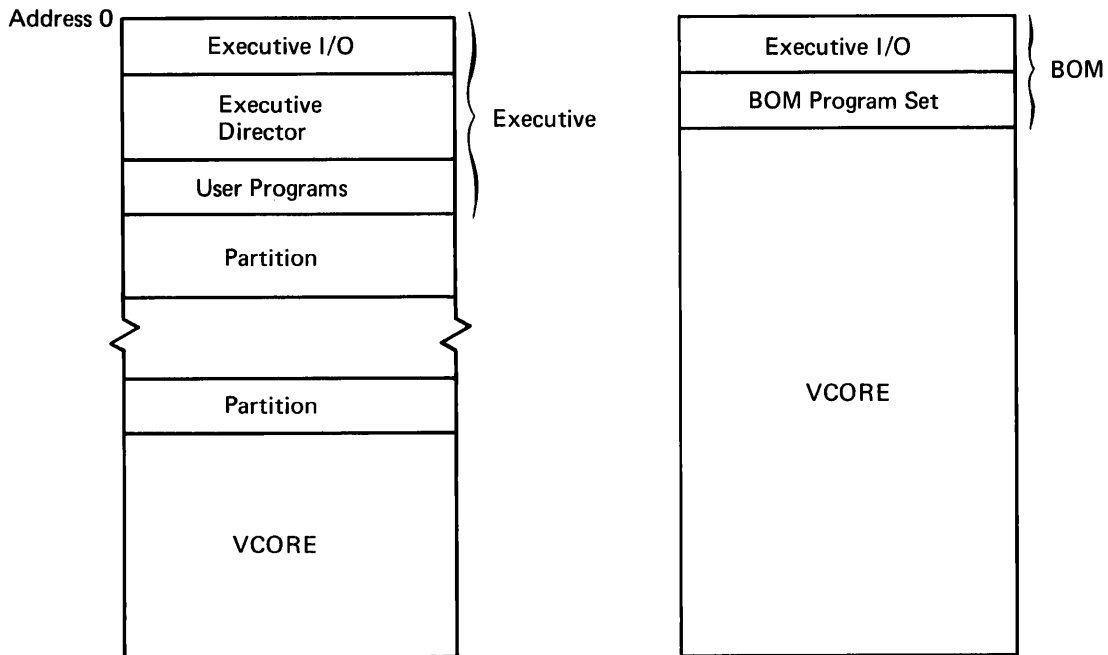 Address 0
Executive I/O
Executive
Director
User Programs
Partition
Partition
VCORE
Executive
Executive I/O
BOM Program Set
VCORE
BOM